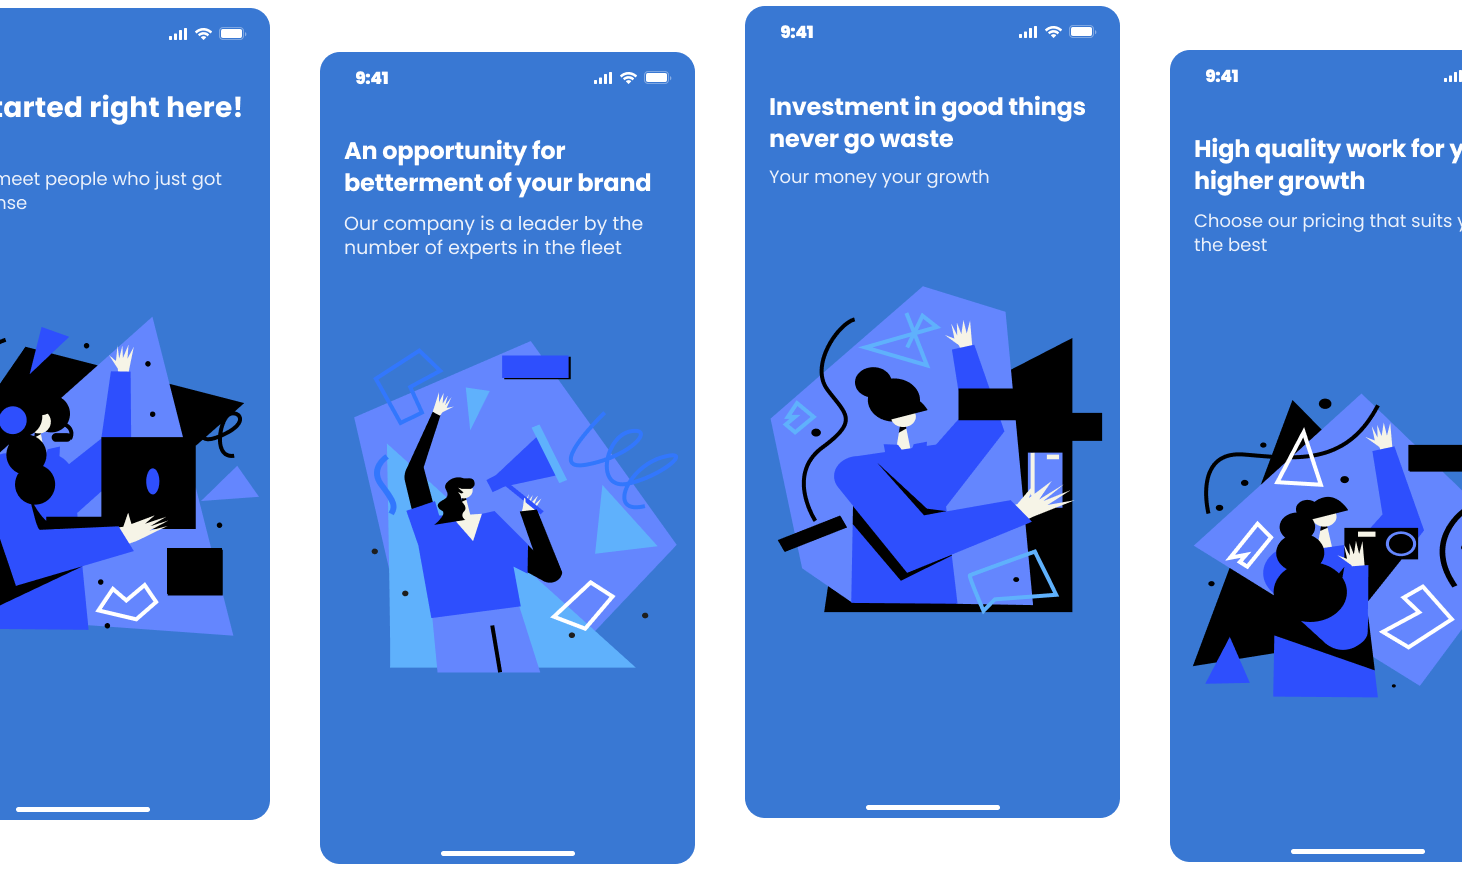 tarted right here!
meet people who just got
nse
9:41
An opportunity for
betterment of your brand
Our company is a leader by the
number of experts in the fleet
9:41
Investment in good things
never go waste
Your money your growth
9:41
High quality work for y
higher growth
Choose our pricing that suits y
the best